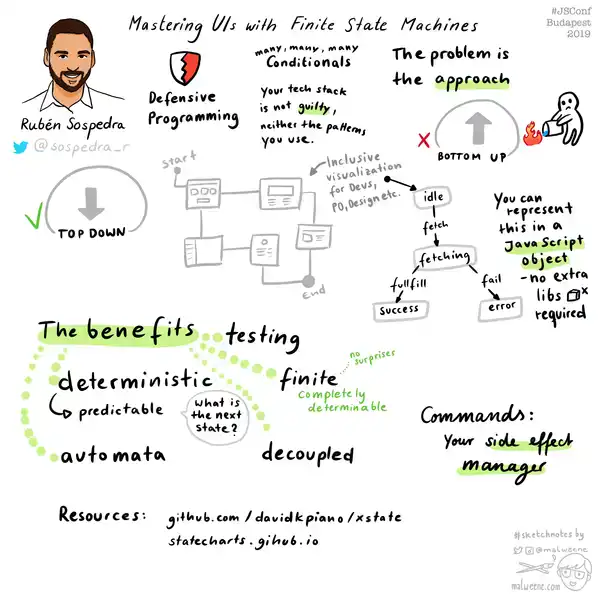 Mastering UIs with Finite State Machines
#JSConf
Budapest
2019
Rubén Sospedra
@sospedra_r
Defensive
Programming
many, many, many
Conditionals
Your tech stack
is not guilty,
neither the patterns
you use.
The problem is
the approach
BOTTOM UP
TOP DOWN
start
end
Inclusive
visualization
for Devs,
PO, Design etc.
idle
fetch
fetching
fullfill
fail
success
error
You can
represent
this in a
JavaScript
object
- no extra
libs
required
The benefits
testing
deterministic
predictable
What is
the next
state?
finite
no
surprises
Completely
determinable
automata
decoupled
Commands:
Your side effect
manager
Resources: github.com/davidkpiano/xstate
statecharts.gihub.io
#sketchnotes by
@malweene
malweene.com